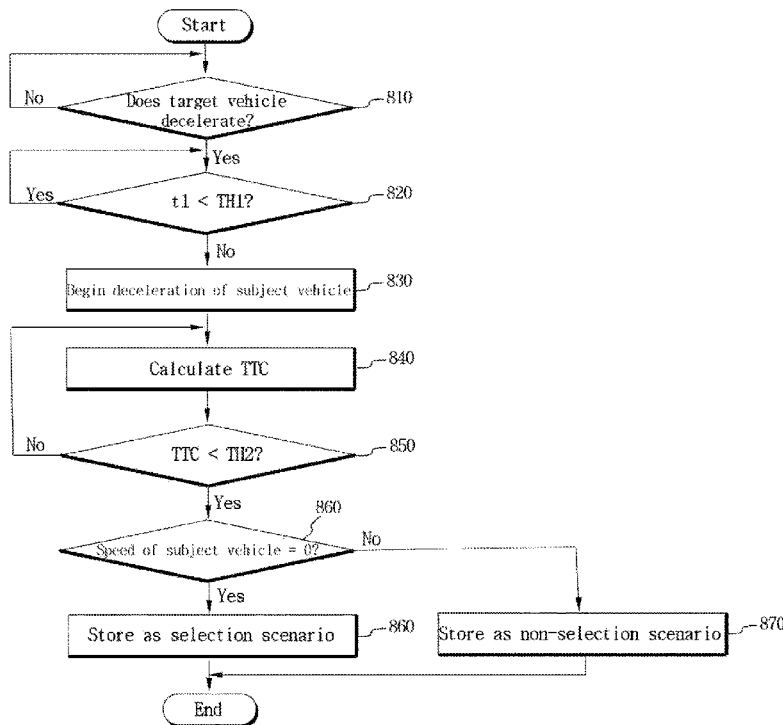 Start
Does target vehicle
decelerate?
810
No
Yes
t1 < TH1?
820
Yes
No
Begin deceleration of subject vehicle
830
Calculate TTC
840
TTC < TH2?
850
No
Yes
860
Speed of subject vehicle = 0?
No
Yes
Store as selection scenario
860
Store as non-selection scenario
870
End